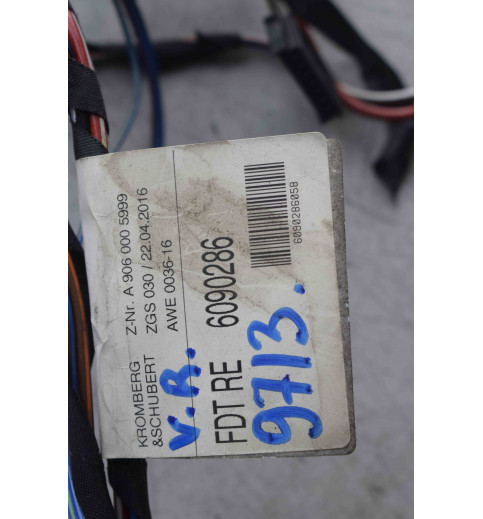 KROMBERG Z-Nr. A 906 000 5999
&SCHUBERT ZGS 030 / 22.04.2016
AWE 0036-16
V.R.
FDT RE 6090286
9713.
6090286058